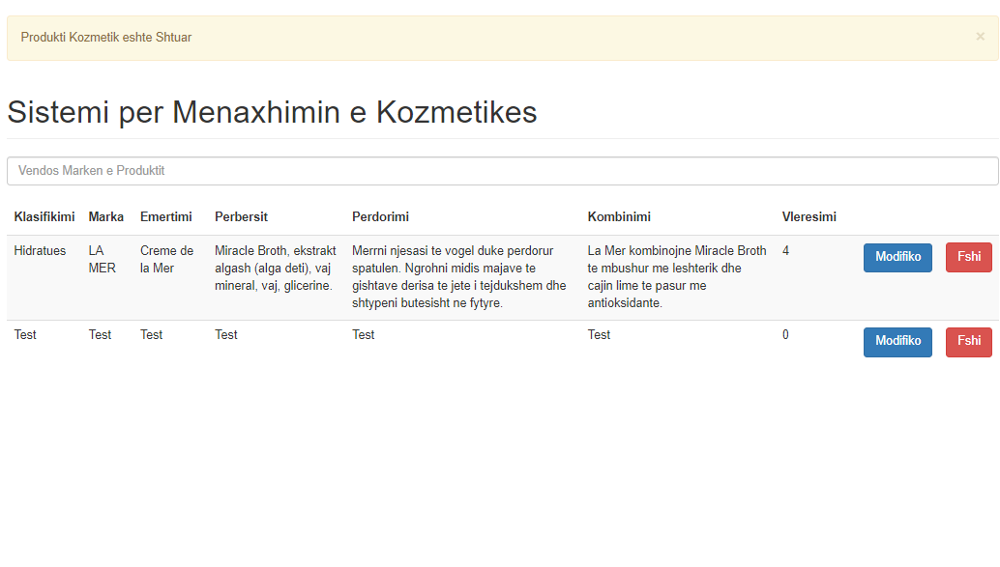 Produkti Kozmetik eshte Shtuar ×
Sistemi per Menaxhimin e Kozmetikes
Vendos Marken e Produktit
Klasifikimi Marka Emertimi Perbersit Perdorimi Kombinimi Vleresimi
Hidratues LA Creme de Miracle Broth, ekstrakt Merrni njesasi te vogel duke perdorur La Mer kombinojne Miracle Broth 4 Modifiko Fshi
MER la Mer algash (alga deti), vaj spatulen. Ngrohni midis majave te te mbushur me leshterik dhe
mineral, vaj, glicerine. gishtave derisa te jete i tejdukshem dhe cajin lime te pasur me
shtypeni butesisht ne fytyre. antioksidante.
Test Test Test Test Test Test 0 Modifiko Fshi